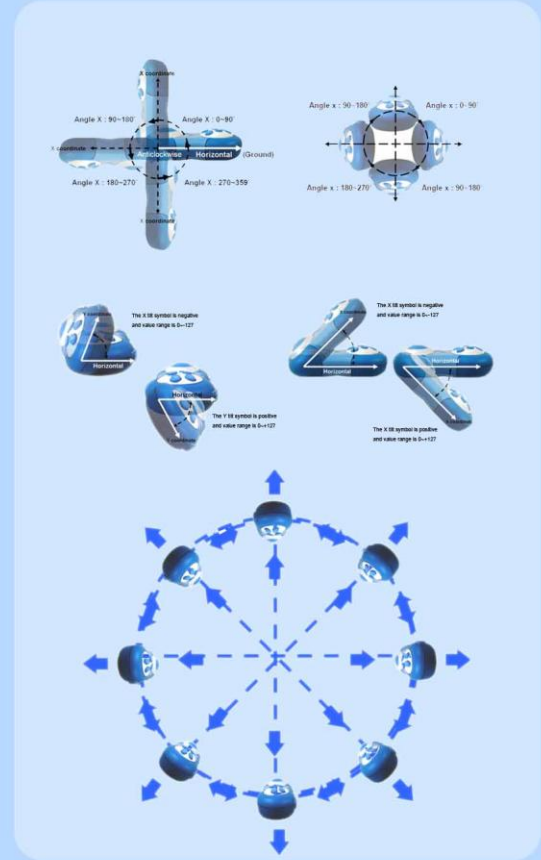 X coordinate
Angle X : 90~180°
Angle X : 0~90°
X coordinate
Anticlockwise
Horizontal
(Ground)
Angle X : 180~270°
Angle X : 270~359°
Y coordinate
Angle x : 90-180°
Angle x : 0-90°
Angle x : 180-270°
Angle x : 90-180°
Y coordinate
The X tilt symbol is negative
and value range is 0~-127
Horizontal
Horizontal
Y coordinate
The Y tilt symbol is positive
and value range is 0~+127
X coordinate
The X tilt symbol is negative
and value range is 0~-127
Horizontal
Horizontal
X coordinate
The X tilt symbol is positive
and value range is 0~+127